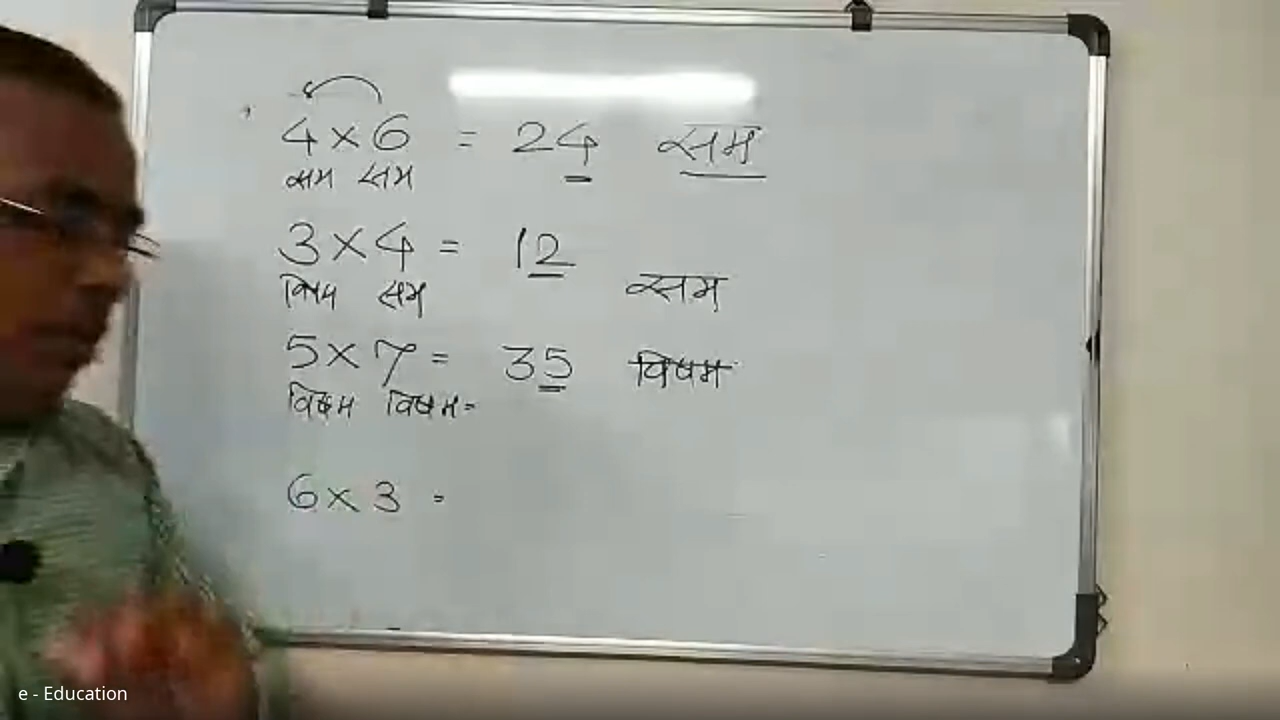 4 × 6 = 24 सम
सम सम
3 × 4 = 12
विष सम सम
5 × 7 = 35 विषम
विषम विषम =
6 × 3 =
e - Education